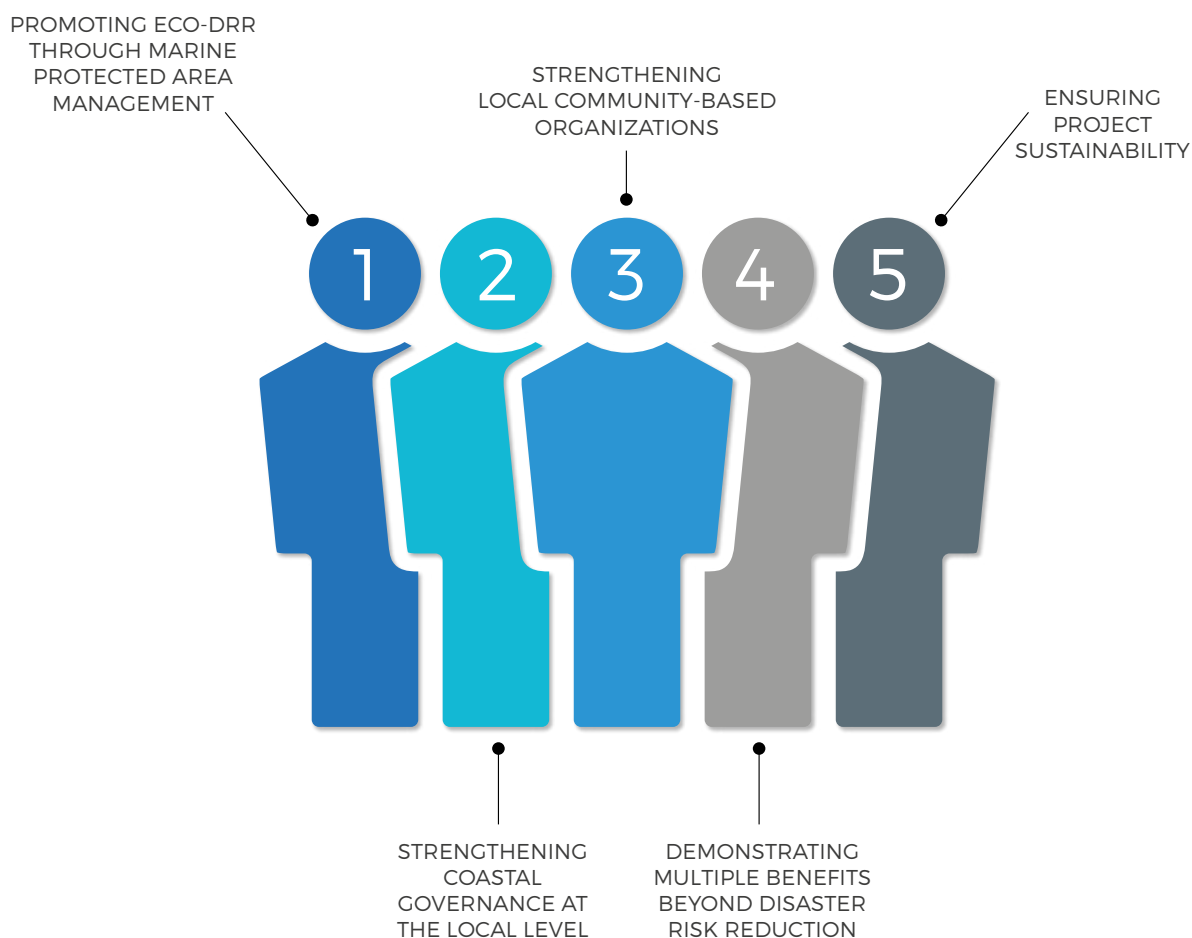 PROMOTING ECO-DRR
THROUGH MARINE
PROTECTED AREA
MANAGEMENT
STRENGTHENING
LOCAL COMMUNITY-BASED
ORGANIZATIONS
ENSURING
PROJECT
SUSTAINABILITY
1
2
3
4
5
STRENGTHENING
COASTAL
GOVERNANCE AT
THE LOCAL LEVEL
DEMONSTRATING
MULTIPLE BENEFITS
BEYOND DISASTER
RISK REDUCTION